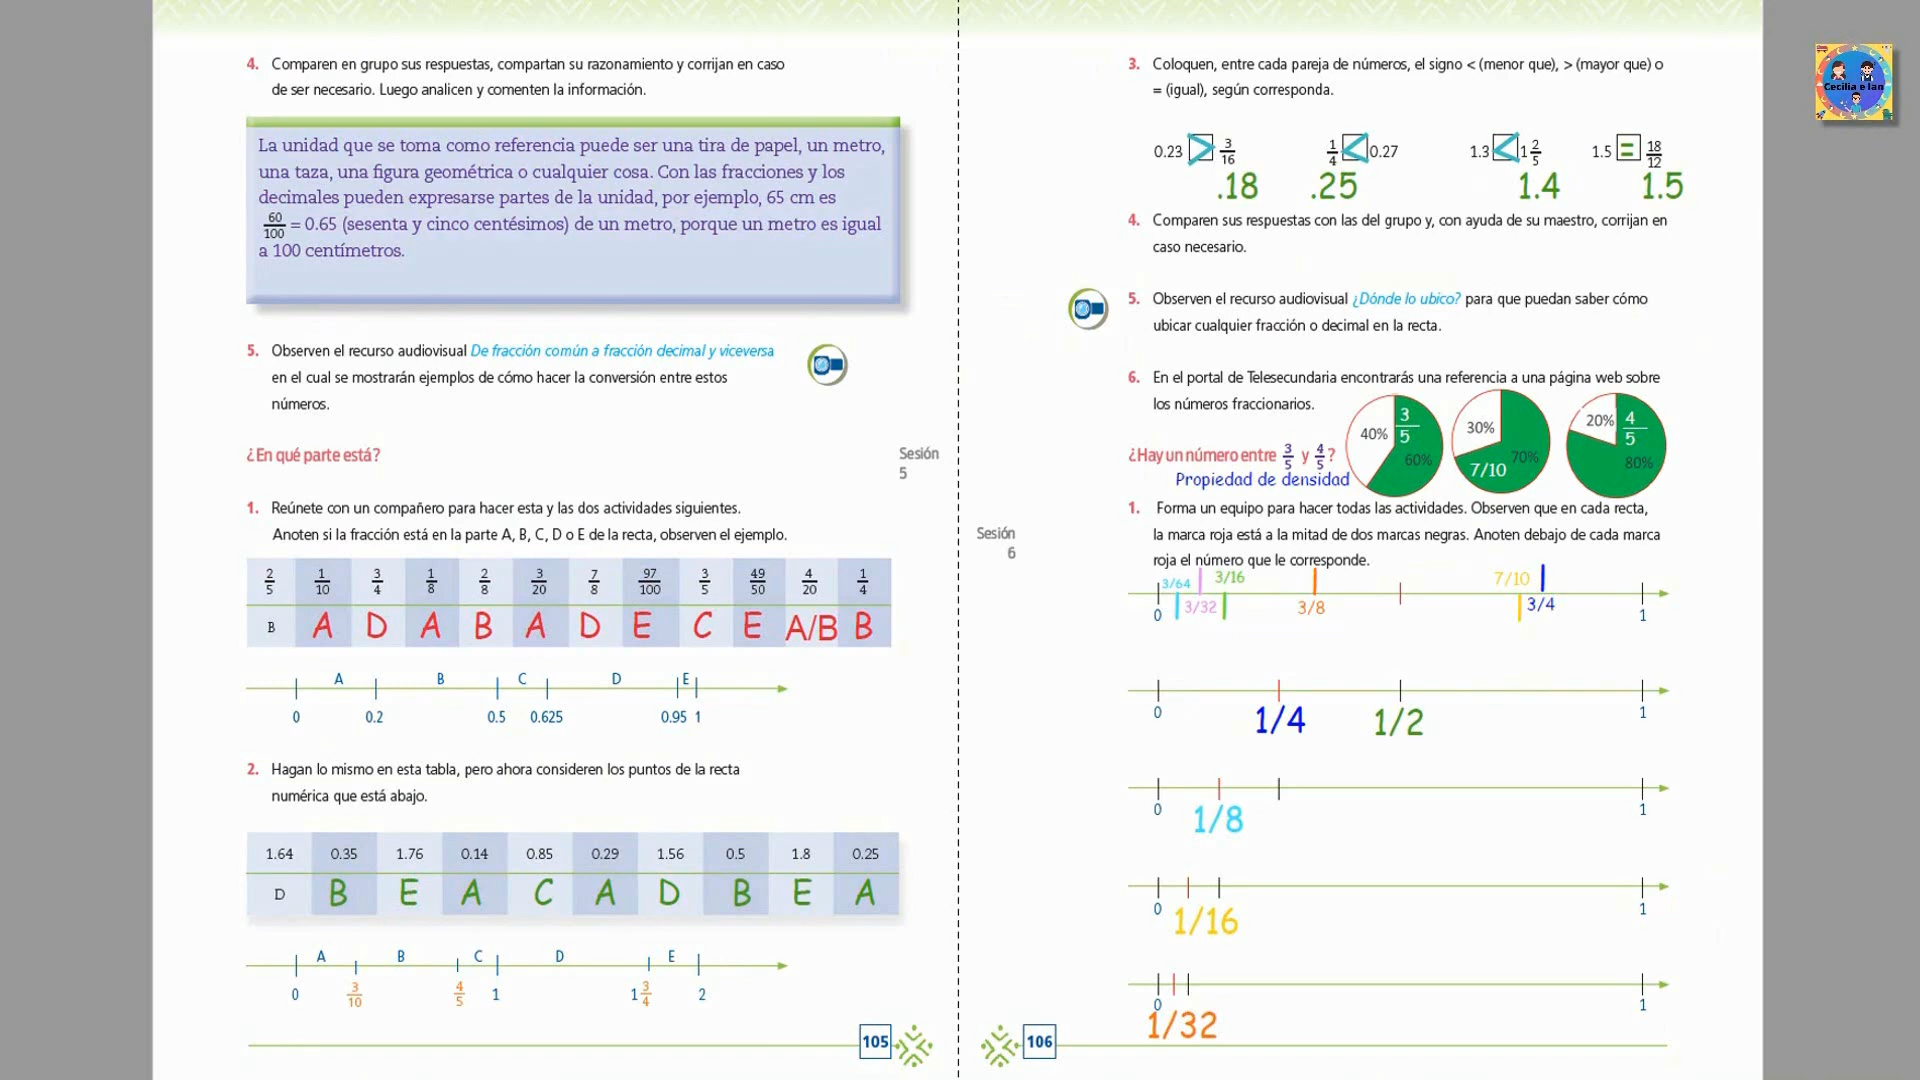 4. Comparen en grupo sus respuestas, compartan su razonamiento y corrijan en caso
de ser necesario. Luego analicen y comenten la información.
La unidad que se toma como referencia puede ser una tira de papel, un metro,
una taza, una figura geométrica o cualquier cosa. Con las fracciones y los
decimales pueden expresarse partes de la unidad, por ejemplo, 65 cm es
60/100 = 0.65 (sesenta y cinco centésimos) de un metro, porque un metro es igual
a 100 centímetros.
5. Observen el recurso audiovisual De fracción común a fracción decimal y viceversa
en el cual se mostrarán ejemplos de cómo hacer la conversión entre estos
números.
¿En qué parte está?
Sesión
5
1. Reúnete con un compañero para hacer esta y las dos actividades siguientes.
Anoten si la fracción está en la parte A, B, C, D o E de la recta, observen el ejemplo.
2/5 1/10 3/4 1/8 2/8 3/20 7/8 97/100 3/5 49/50 4/20 1/4
B A D A B A D E C E A/B B
A B C D E
0 0.2 0.5 0.625 0.95 1
2. Hagan lo mismo en esta tabla, pero ahora consideren los puntos de la recta
numérica que está abajo.
1.64 0.35 1.76 0.14 0.85 0.29 1.56 0.5 1.8 0.25
D B E A C A D B E A
A B C D E
0 3/10 4/5 1 1 3/4 2
105
3. Coloquen, entre cada pareja de números, el signo < (menor que), > (mayor que) o
= (igual), según corresponda.
0.23 > 3/16 1/4 < 0.27 1.3 < 1 2/5 1.5 = 18/12
.18 .25 1.4 1.5
4. Comparen sus respuestas con las del grupo y, con ayuda de su maestro, corrijan en
caso necesario.
5. Observen el recurso audiovisual ¿Dónde lo ubico? para que puedan saber cómo
ubicar cualquier fracción o decimal en la recta.
6. En el portal de Telesecundaria encontrarás una referencia a una página web sobre
los números fraccionarios.
40% 3/5 60%
30% 7/10 70%
20% 4/5 80%
¿Hay un número entre 3/5 y 4/5?
Propiedad de densidad
Sesión
6
1. Forma un equipo para hacer todas las actividades. Observen que en cada recta,
la marca roja está a la mitad de dos marcas negras. Anoten debajo de cada marca
roja el número que le corresponde.
3/64 3/16 7/10
0 3/32 3/8 3/4 1
0 1/4 1/2 1
0 1/8 1
0 1/16 1
0 1
1/32
106
Cecilia e Ian